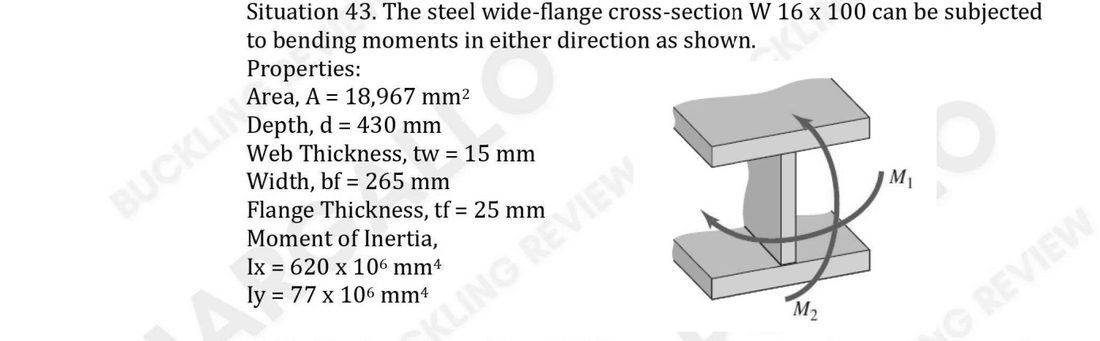 Situation 43. The steel wide-flange cross-section W 16 x 100 can be subjected
to bending moments in either direction as shown.
Properties:
Area, A = 18,967 mm²
Depth, d = 430 mm
Web Thickness, tw = 15 mm
Width, bf = 265 mm
Flange Thickness, tf = 25 mm
Moment of Inertia,
Ix = 620 x 10⁶ mm⁴
Iy = 77 x 10⁶ mm⁴
M₁
M₂